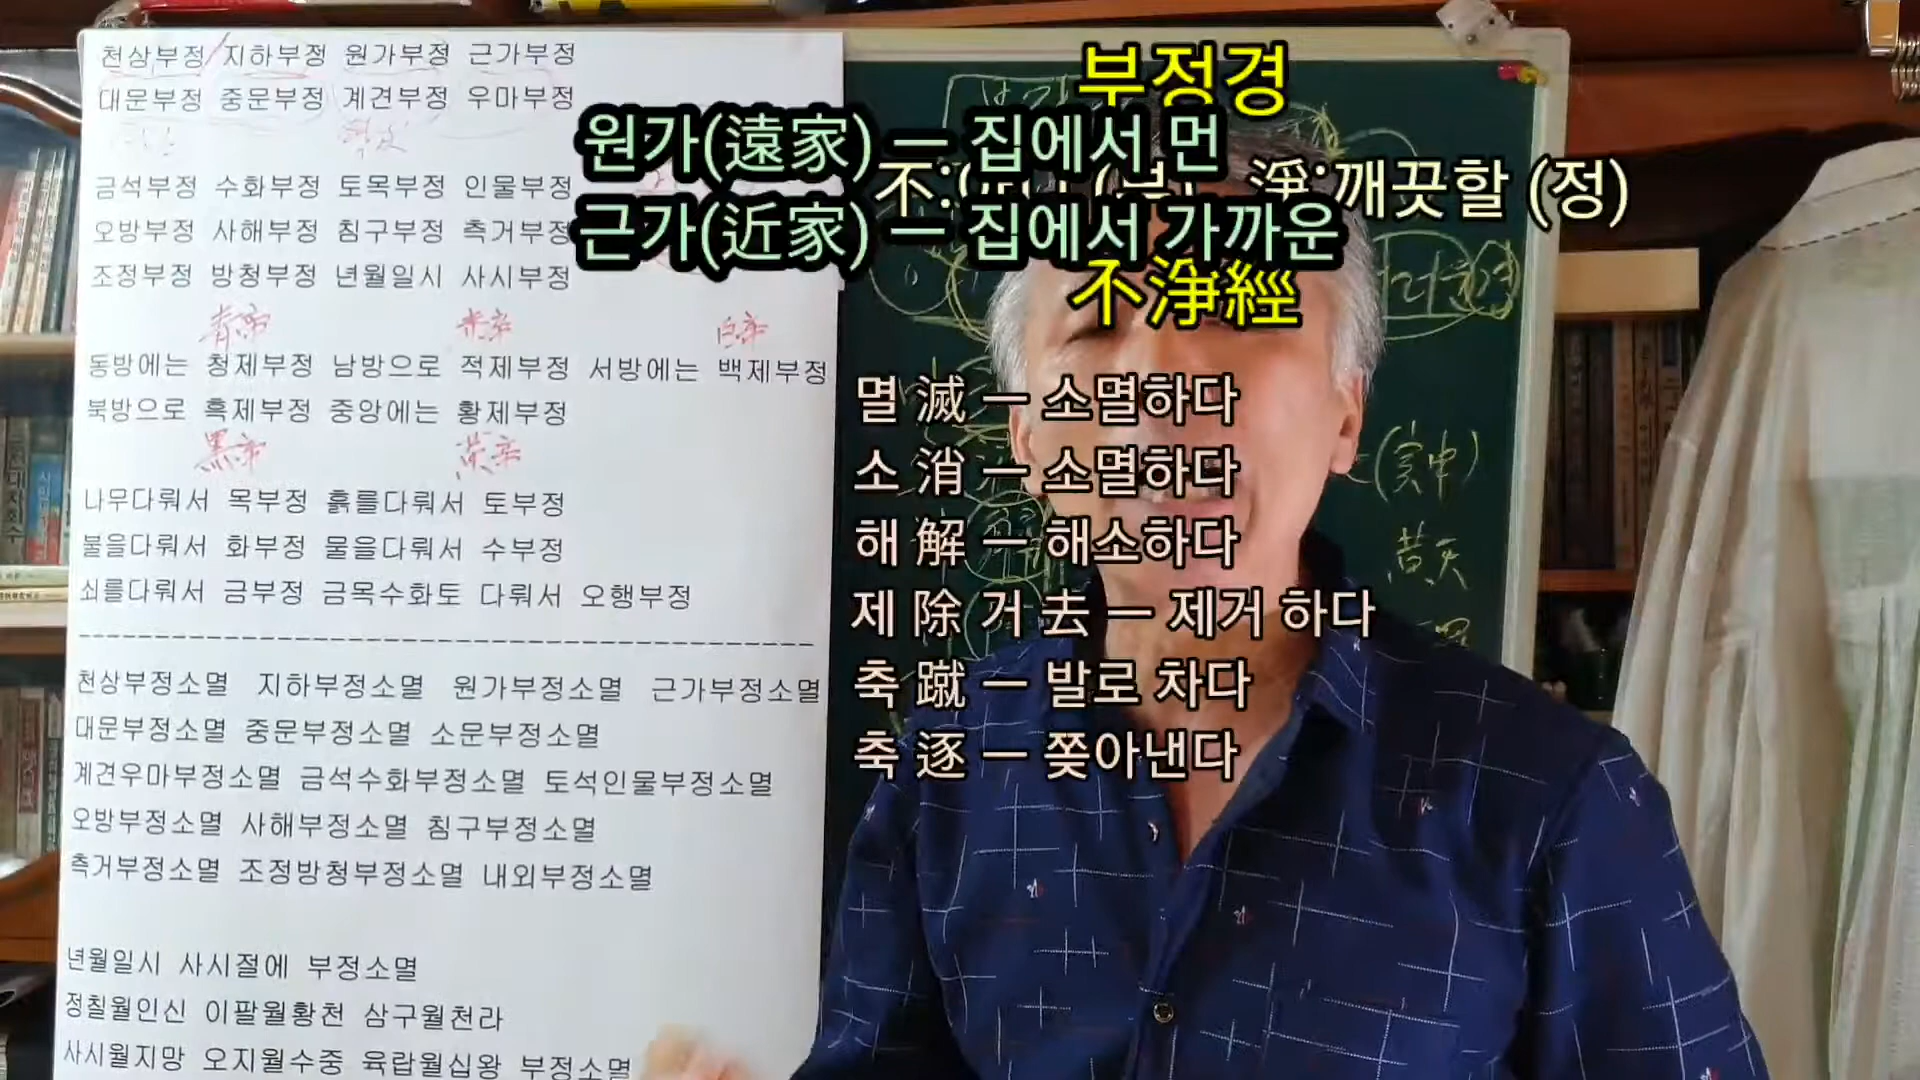 천상부정 지하부정 원가부정 근가부정
대문부정 중문부정 계견부정 우마부정
금석부정 수화부정 토목부정 인물부정
오방부정 사해부정 침구부정 측거부정
조정부정 방청부정 년월일시 사시부정
青帝 赤帝 白帝
동방에는 청제부정 남방으로 적제부정 서방에는 백제부정
북방으로 흑제부정 중앙에는 황제부정
黑帝 黃帝
나무다뤄서 목부정 흙를다뤄서 토부정
불을다뤄서 화부정 물을다뤄서 수부정
쇠를다뤄서 금부정 금목수화토 다뤄서 오행부정
천상부정소멸 지하부정소멸 원가부정소멸 근가부정소멸
대문부정소멸 중문부정소멸 소문부정소멸
계견우마부정소멸 금석수화부정소멸 토석인물부정소멸
오방부정소멸 사해부정소멸 침구부정소멸
측거부정소멸 조정방청부정소멸 내외부정소멸
년월일시 사시절에 부정소멸
정칠월인신 이팔월황천 삼구월천라
사시월지망 오지월수중 육랍월십왕 부정소멸
부정경
원가(遠家) ㅡ 집에서 먼
不: 淨:깨끗할 (정)
근가(近家) ㅡ 집에서 가까운
不淨經
멸 滅 ㅡ 소멸하다
소 消 ㅡ 소멸하다
해 解 ㅡ 해소하다
제 除 거 去 ㅡ 제거 하다
축 蹴 ㅡ 발로 차다
축 逐 ㅡ 쫒아낸다